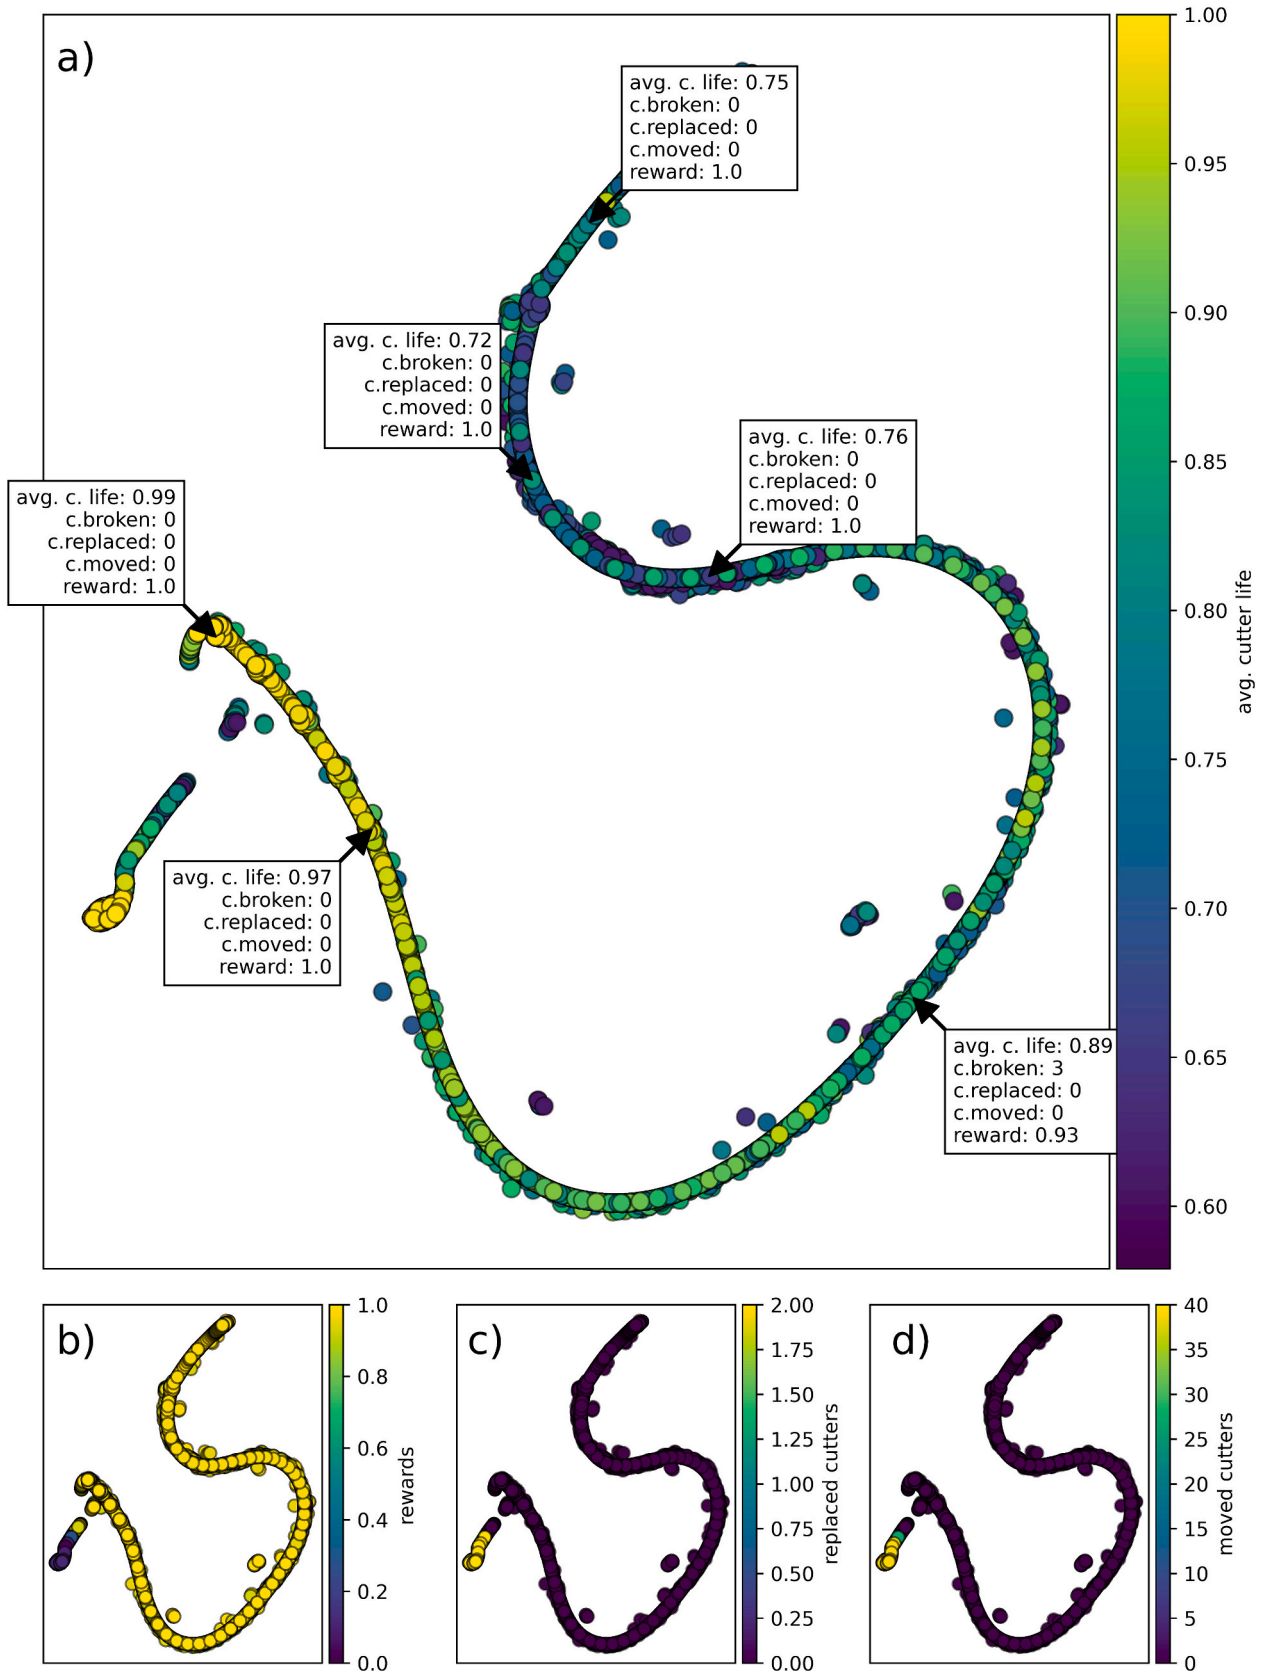 a)
avg. c. life: 0.75
c.broken: 0
c.replaced: 0
c.moved: 0
reward: 1.0
avg. c. life: 0.72
c.broken: 0
c.replaced: 0
c.moved: 0
reward: 1.0
avg. c. life: 0.76
c.broken: 0
c.replaced: 0
c.moved: 0
reward: 1.0
avg. c. life: 0.99
c.broken: 0
c.replaced: 0
c.moved: 0
reward: 1.0
avg. c. life: 0.97
c.broken: 0
c.replaced: 0
c.moved: 0
reward: 1.0
avg. c. life: 0.89
c.broken: 3
c.replaced: 0
c.moved: 0
reward: 0.93
1.00
0.95
0.90
0.85
0.80
0.75
0.70
0.65
0.60
avg. cutter life
b)
1.0
0.8
0.6
0.4
0.2
0.0
rewards
c)
2.00
1.75
1.50
1.25
1.00
0.75
0.50
0.25
0.00
replaced cutters
d)
40
35
30
25
20
15
10
5
0
moved cutters